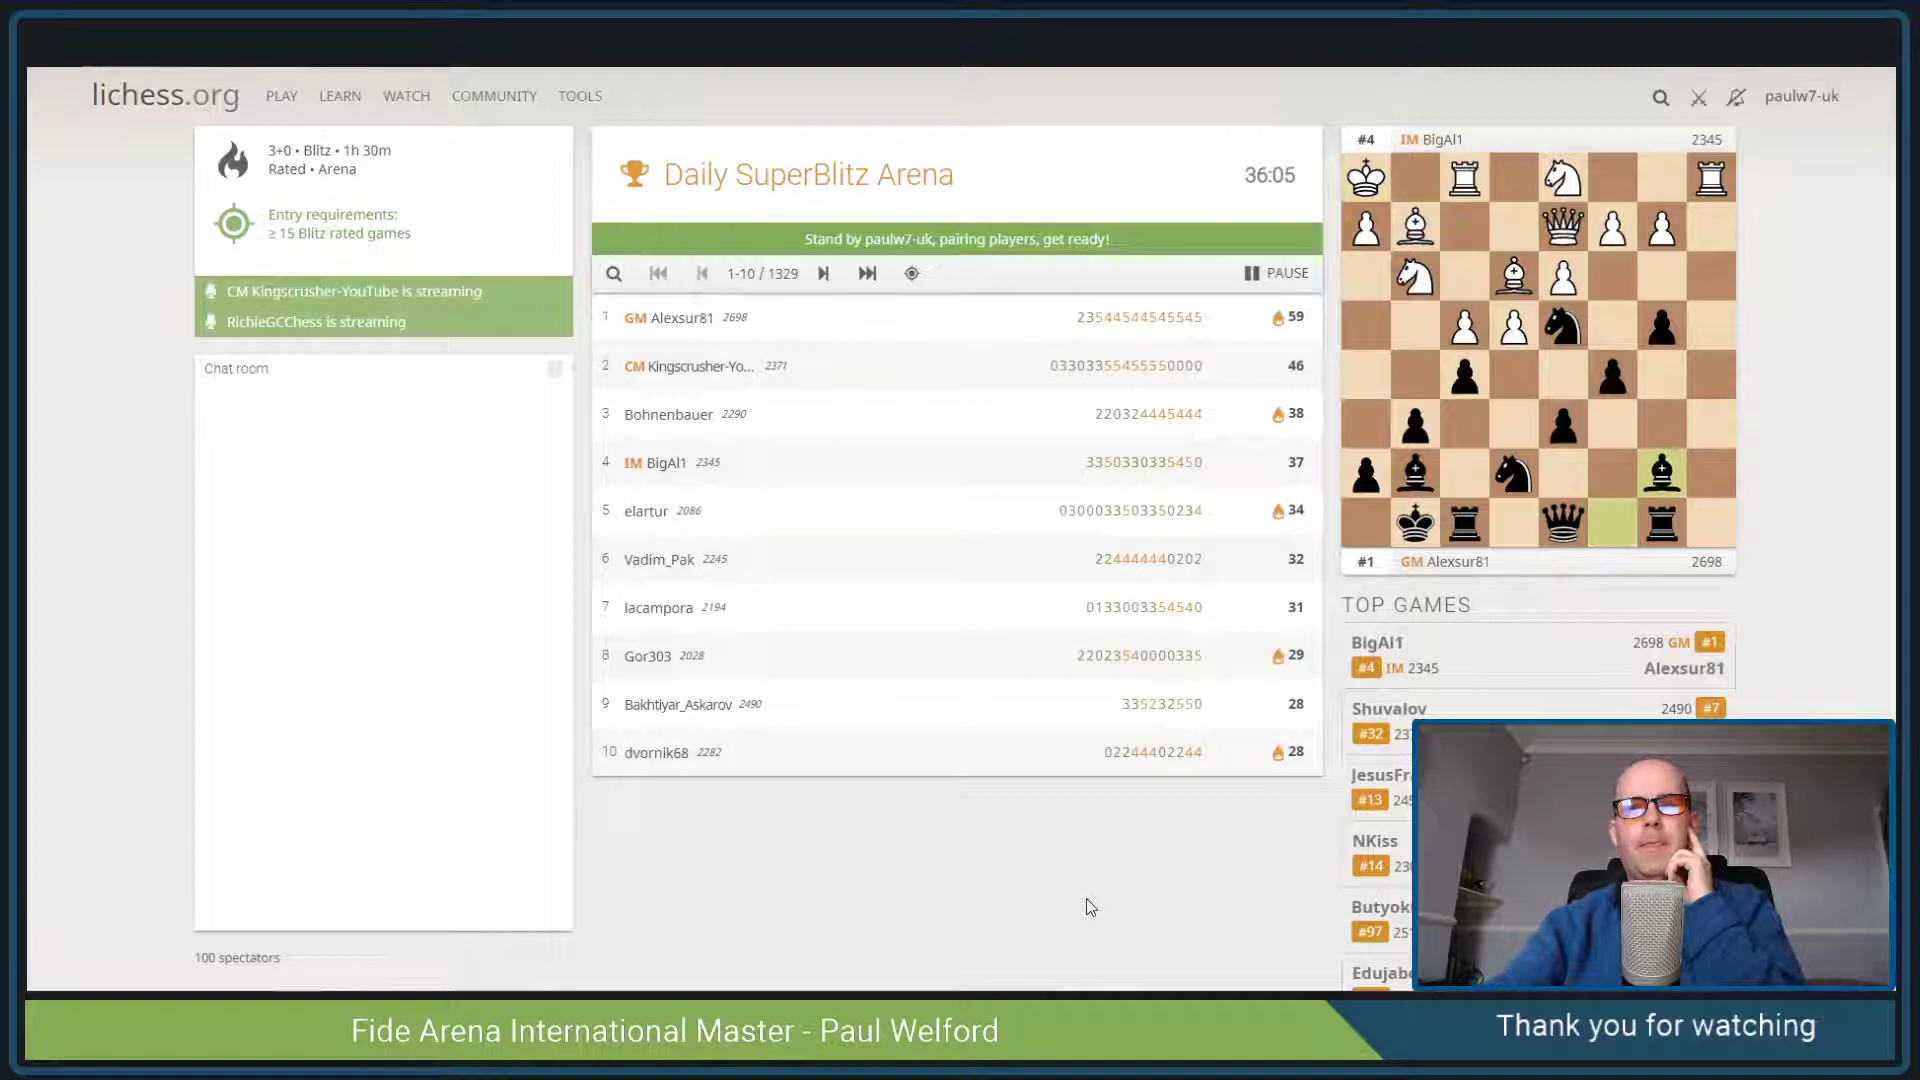 lichess.org PLAY LEARN WATCH COMMUNITY TOOLS paulw7-uk
3+0 • Blitz • 1h 30m
Rated • Arena
Entry requirements:
≥ 15 Blitz rated games
CM Kingscrusher-YouTube is streaming
RichieGCChess is streaming
Chat room
100 spectators
Daily SuperBlitz Arena 36:05
Stand by paulw7-uk, pairing players, get ready!
1-10 / 1329 PAUSE
1 GM Alexsur81 2698 23544544545545 59
2 CM Kingscrusher-Yo... 2371 03303355455550000 46
3 Bohnenbauer 2290 220324445444 38
4 IM BigAl1 2345 3350330335450 37
5 elartur 2086 0300033503350234 34
6 Vadim_Pak 2245 224444440202 32
7 lacampora 2194 0133003354540 31
8 Gor303 2028 22023540000335 29
9 Bakhtiyar_Askarov 2490 335232550 28
10 dvornik68 2282 02244402244 28
#4 IM BigAl1 2345
#1 GM Alexsur81 2698
TOP GAMES
BigAl1 2698 GM #1
#4 IM 2345 Alexsur81
Shuvalov 2490 #7
#32
#13
NKiss
#14
#97
Fide Arena International Master - Paul Welford
Thank you for watching